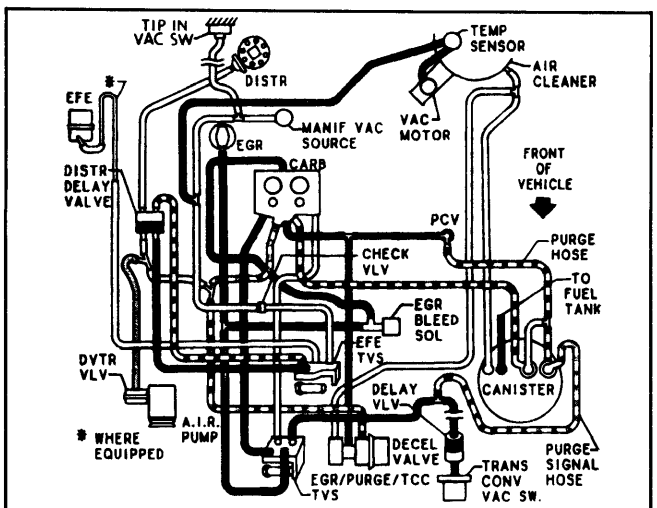 TIP IN
VAC SW
DISTR
*
EFE
EGR
MANIF VAC
SOURCE
TEMP
SENSOR
AIR
CLEANER
VAC
MOTOR
CARB
FRONT
OF
VEHICLE
DISTR
DELAY
VALVE
PCV
PURGE
HOSE
CHECK
VLV
TO
FUEL
TANK
EGR
BLEED
SOL
EFE
TVS
DVTR
VLV
A.I.R.
PUMP
* WHERE
EQUIPPED
DELAY
VLV
CANISTER
DECEL
VALVE
EGR/PURGE/TCC
TVS
TRANS
CONV
VAC SW.
PURGE
SIGNAL
HOSE